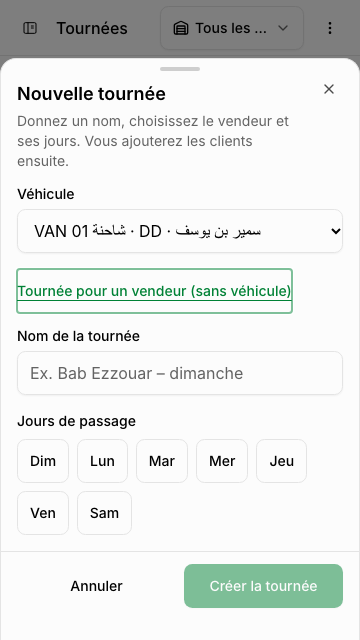 Tournées
Tous les ...
Nouvelle tournée
Donnez un nom, choisissez le vendeur et
ses jours. Vous ajouterez les clients
ensuite.
Véhicule
VAN 01 شاحنة · DD · سمير بن يوسف
Tournée pour un vendeur (sans véhicule)
Nom de la tournée
Ex. Bab Ezzouar – dimanche
Jours de passage
Dim Lun Mar Mer Jeu
Ven Sam
Annuler Créer la tournée